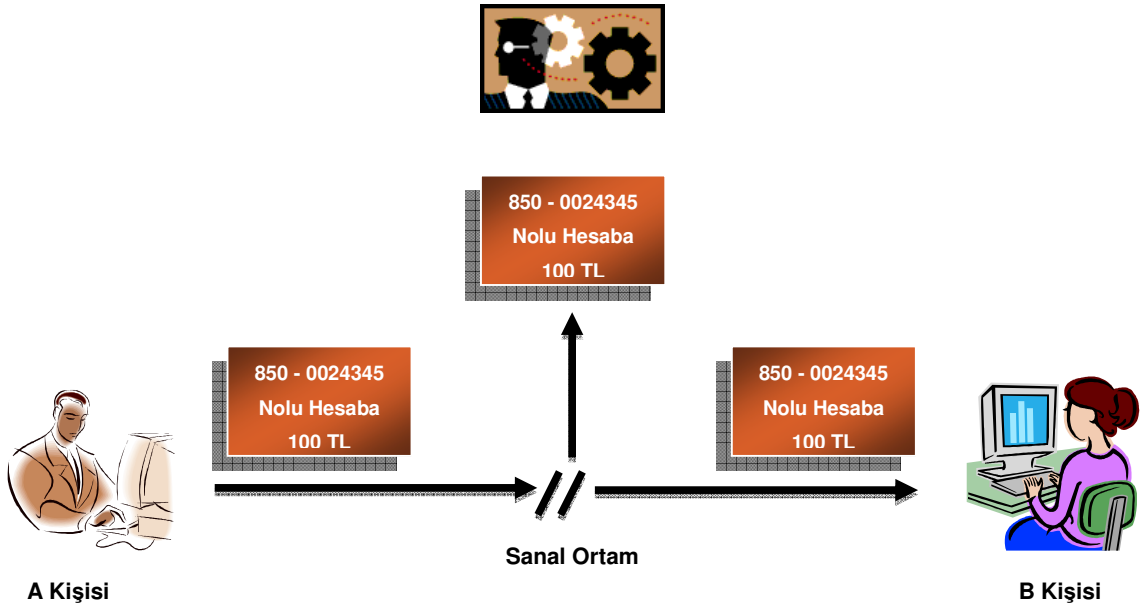 850 - 0024345
Nolu Hesaba
100 TL
850 - 0024345
Nolu Hesaba
100 TL
850 - 0024345
Nolu Hesaba
100 TL
Sanal Ortam
A Kişisi
B Kişisi